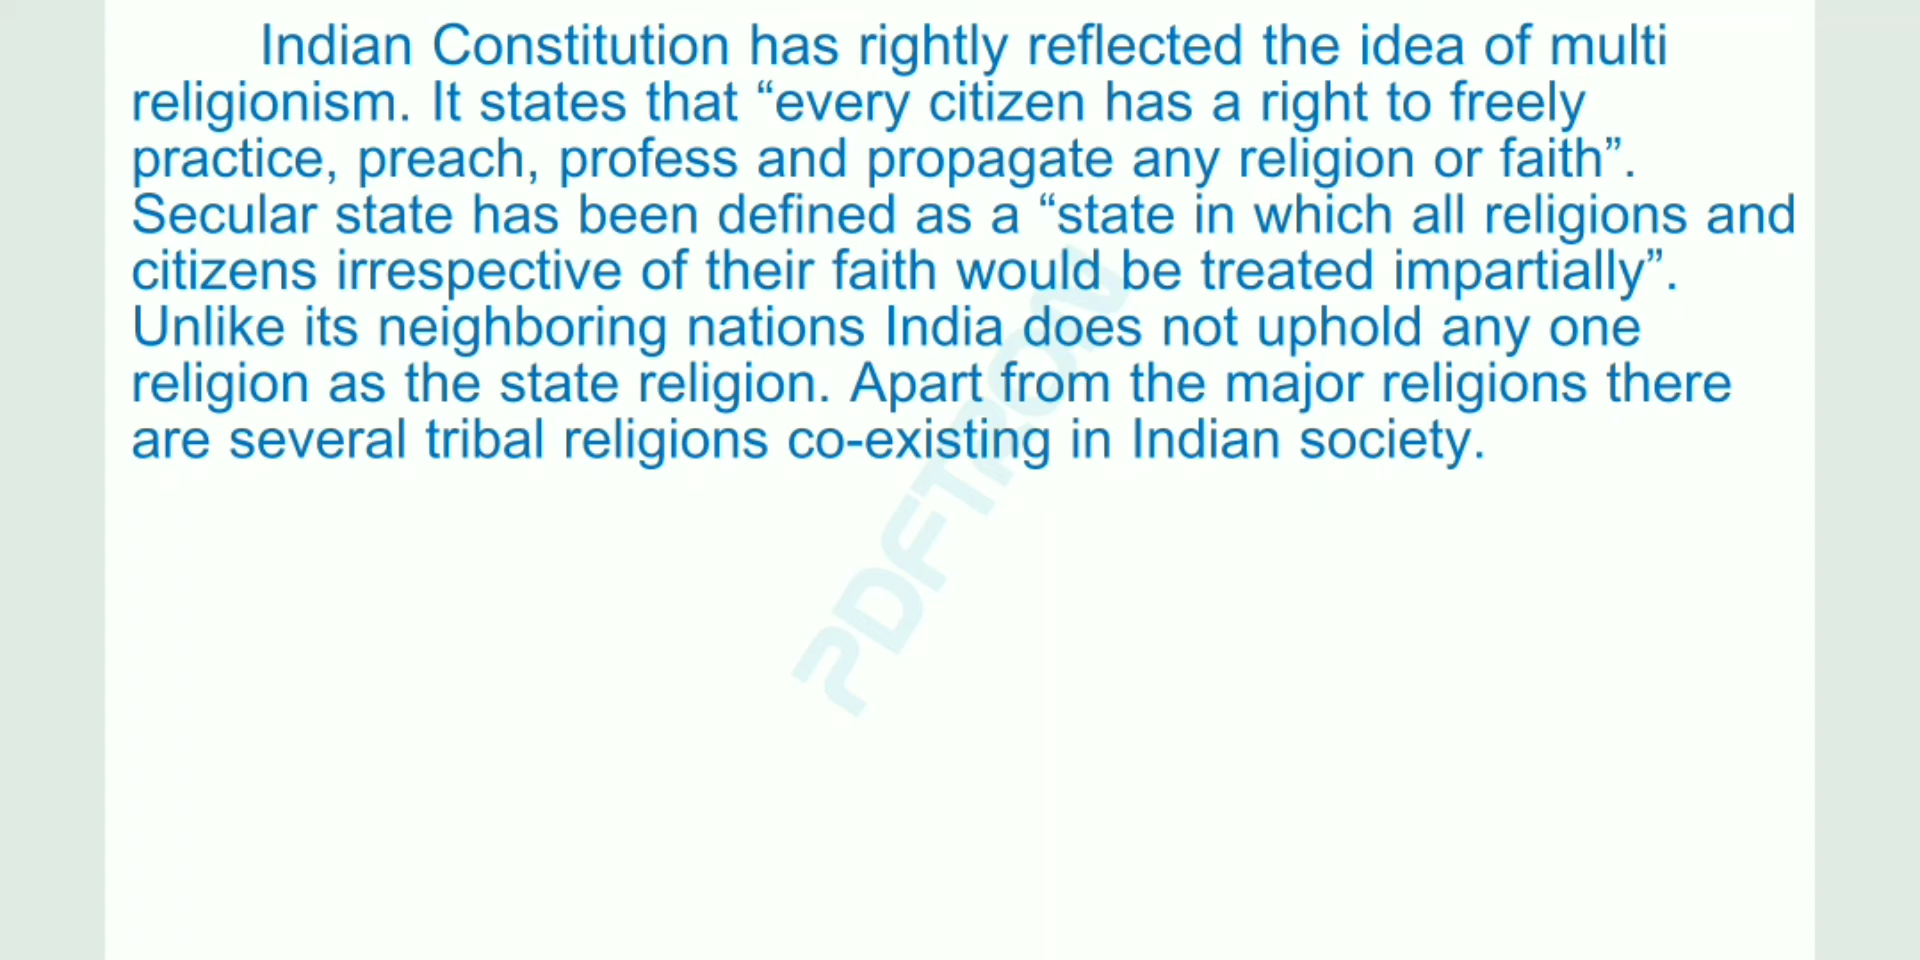 Indian Constitution has rightly reflected the idea of multi
religionism. It states that “every citizen has a right to freely
practice, preach, profess and propagate any religion or faith”.
Secular state has been defined as a “state in which all religions and
citizens irrespective of their faith would be treated impartially”.
Unlike its neighboring nations India does not uphold any one
religion as the state religion. Apart from the major religions there
are several tribal religions co-existing in Indian society.
PDFTRON